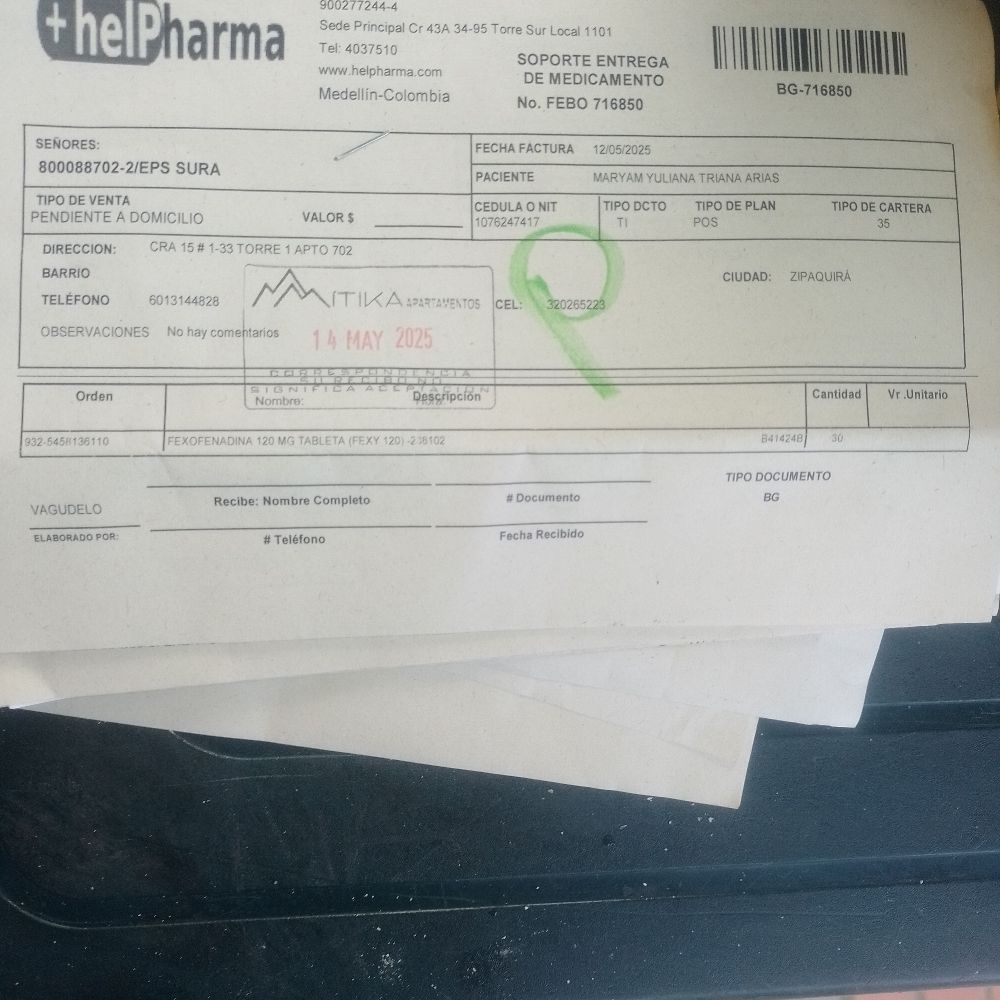 +helPharma
900277244-4
Sede Principal Cr 43A 34-95 Torre Sur Local 1101
Tel: 4037510
www.helpharma.com
Medellín-Colombia
SOPORTE ENTREGA
DE MEDICAMENTO
No. FEBO 716850
BG-716850
SEÑORES:
800088702-2/EPS SURA
FECHA FACTURA 12/05/2025
PACIENTE MARYAM YULIANA TRIANA ARIAS
TIPO DE VENTA
PENDIENTE A DOMICILIO VALOR $
CEDULA O NIT TIPO DCTO TIPO DE PLAN TIPO DE CARTERA
1076247417 TI POS 35
DIRECCION: CRA 15 # 1-33 TORRE 1 APTO 702
BARRIO
CIUDAD: ZIPAQUIRÁ
TELÉFONO 6013144828 CEL: 320265223
OBSERVACIONES No hay comentarios
MITIKA APARTAMENTOS
14 MAY 2025
CORRESPONDENCIA
SU RECIBO NO
SIGNIFICA ACEPTACION
Nombre:
Orden Descripción Cantidad Vr .Unitario
FEXOFENADINA 120 MG TABLETA (FEXY 120) B41424B 30
TIPO DOCUMENTO
BG
VAGUDELO
ELABORADO POR:
Recibe: Nombre Completo # Documento
# Teléfono Fecha Recibido